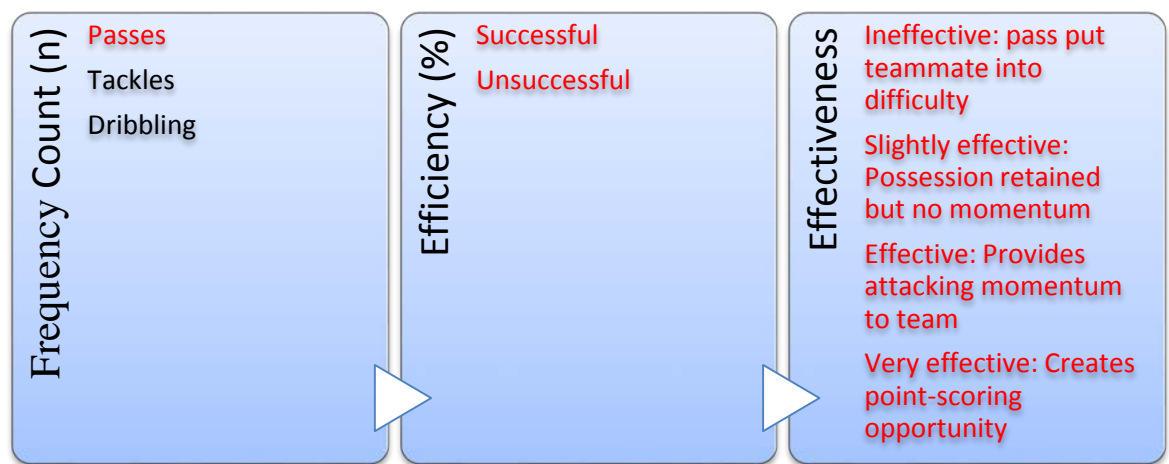 Frequency Count (n)
Passes
Tackles
Dribbling
Efficiency (%)
Successful
Unsuccessful
Effectiveness
Ineffective: pass put
teammate into
difficulty
Slightly effective:
Possession retained
but no momentum
Effective: Provides
attacking momentum
to team
Very effective: Creates
point-scoring
opportunity